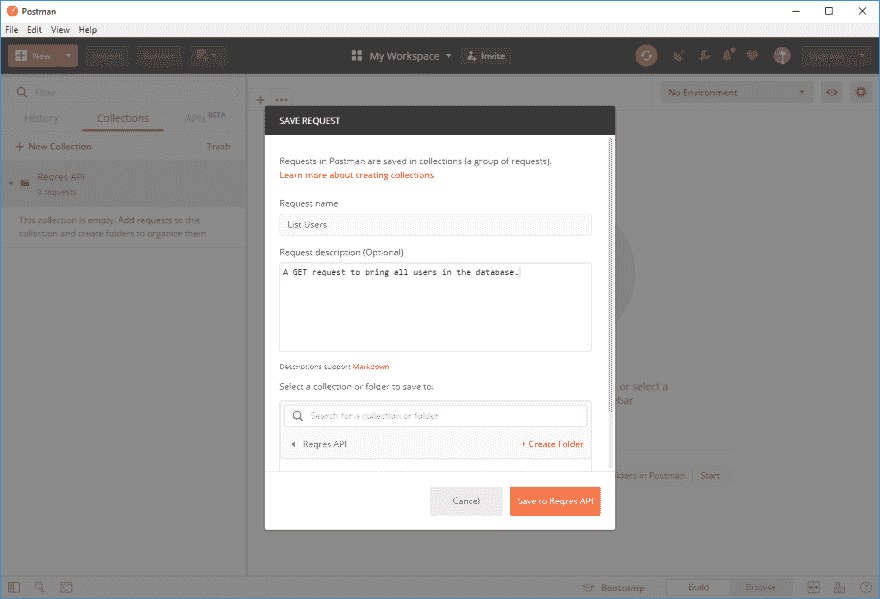 Postman
File Edit View Help
New
Import
Runner
My Workspace
Invite
Upgrade
Filter
No Environment
History
Collections
APIs BETA
SAVE REQUEST
New Collection
Trash
Requests in Postman are saved in collections (a group of requests).
Learn more about creating collections
Reqres API
0 requests
Request name
List Users
This collection is empty. Add requests to this
collection and create folders to organize them
Request description (Optional)
A GET request to bring all users in the database.
Descriptions support Markdown
Select a collection or folder to save to:
or select a
Search for a collection or folder
Reqres API
+ Create Folder
in Postman
Start
Cancel
Save to Reqres API
Bootcamp
Build
Browse